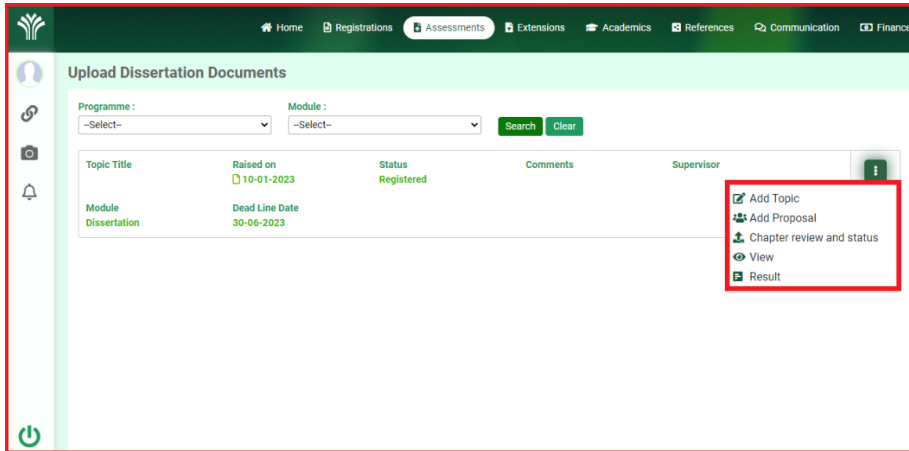 Home Registrations Assessments Extensions Academics References Communication Finance
Upload Dissertation Documents
Programme : Module :
--Select-- --Select-- Search Clear
Topic Title Raised on Status Comments Supervisor
10-01-2023 Registered
Module Dead Line Date
Dissertation 30-06-2023
Add Topic
Add Proposal
Chapter review and status
View
Result